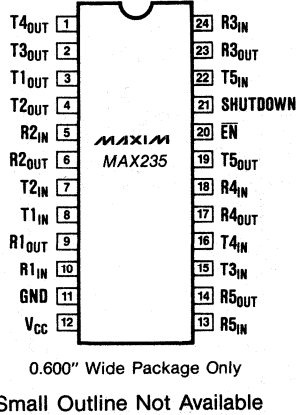 T4OUT 1 24 R3IN
T3OUT 2 23 R3OUT
T1OUT 3 22 T5IN
T2OUT 4 21 SHUTDOWN
R2IN 5 20 EN
R2OUT 6 19 T5OUT
T2IN 7 18 R4IN
T1IN 8 17 R4OUT
R1OUT 9 16 T4IN
R1IN 10 15 T3IN
GND 11 14 R5OUT
VCC 12 13 R5IN
MAXIM
MAX235
0.600" Wide Package Only
Small Outline Not Available